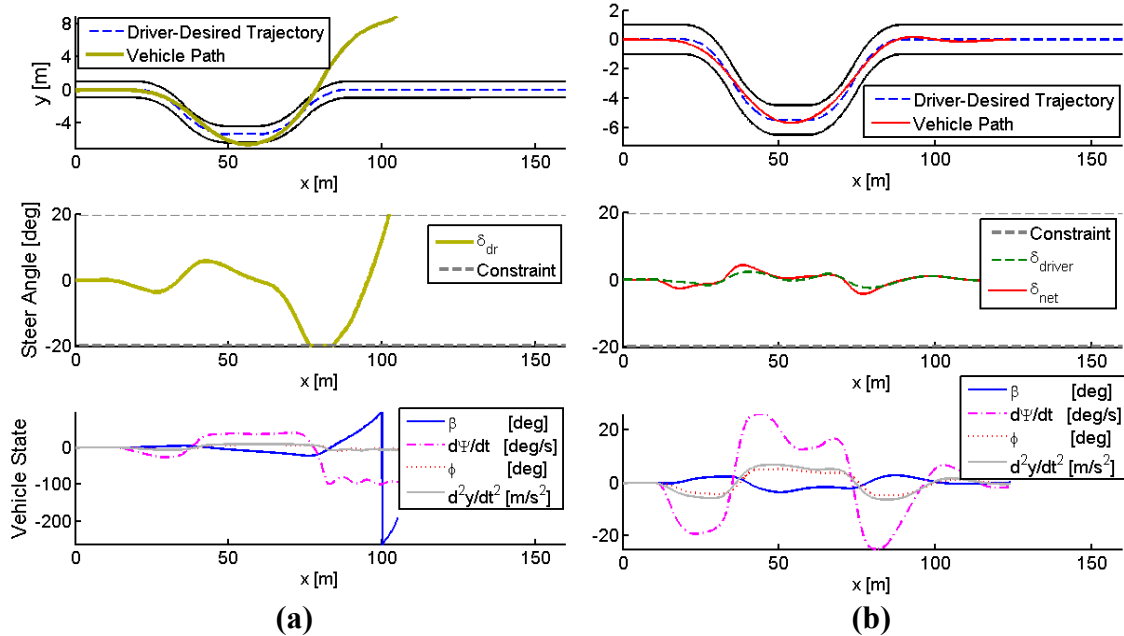 8
4
0
-4
y [m]
Driver-Desired Trajectory
Vehicle Path
0 50 100 150
x [m]
20
0
-20
Steer Angle [deg]
δdr
Constraint
0 50 100 150
x [m]
0
-100
-200
Vehicle State
β [deg]
dΨ/dt [deg/s]
ϕ [deg]
d²y/dt² [m/s²]
0 50 100 150
x [m]
(a)
2
0
-2
-4
-6
Driver-Desired Trajectory
Vehicle Path
0 50 100 150
x [m]
20
0
-20
Constraint
δdriver
δnet
0 50 100 150
x [m]
20
0
-20
β [deg]
dΨ/dt [deg/s]
ϕ [deg]
d²y/dt² [m/s²]
0 50 100 150
x [m]
(b)